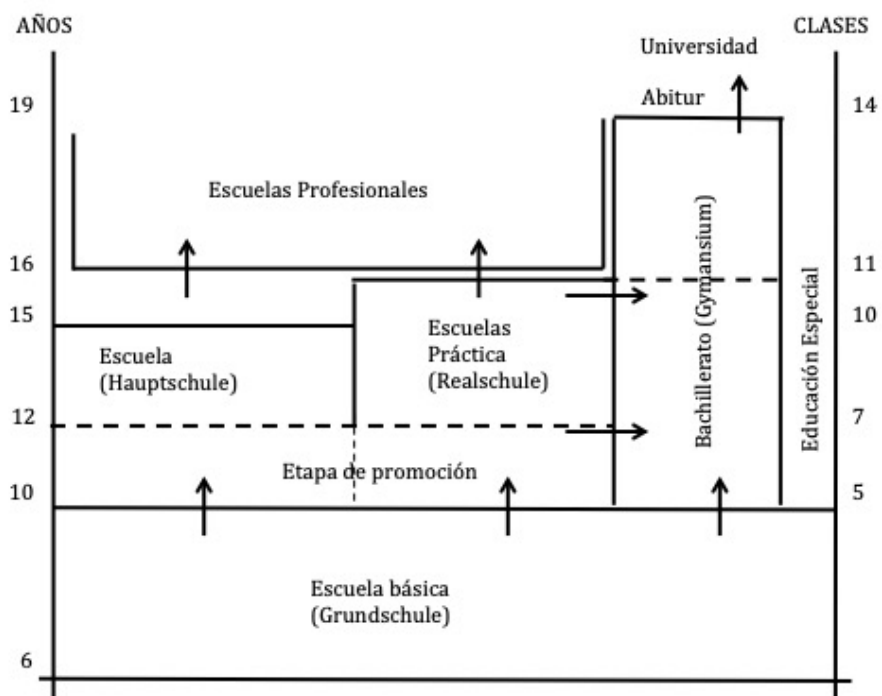 AÑOS
CLASES
Universidad
19
Abitur
14
Escuelas Profesionales
16
11
15
10
Escuela
(Hauptschule)
Escuelas
Práctica
(Realschule)
Bachillerato (Gymansium)
Educación Especial
12
7
Etapa de promoción
10
5
Escuela básica
(Grundschule)
6